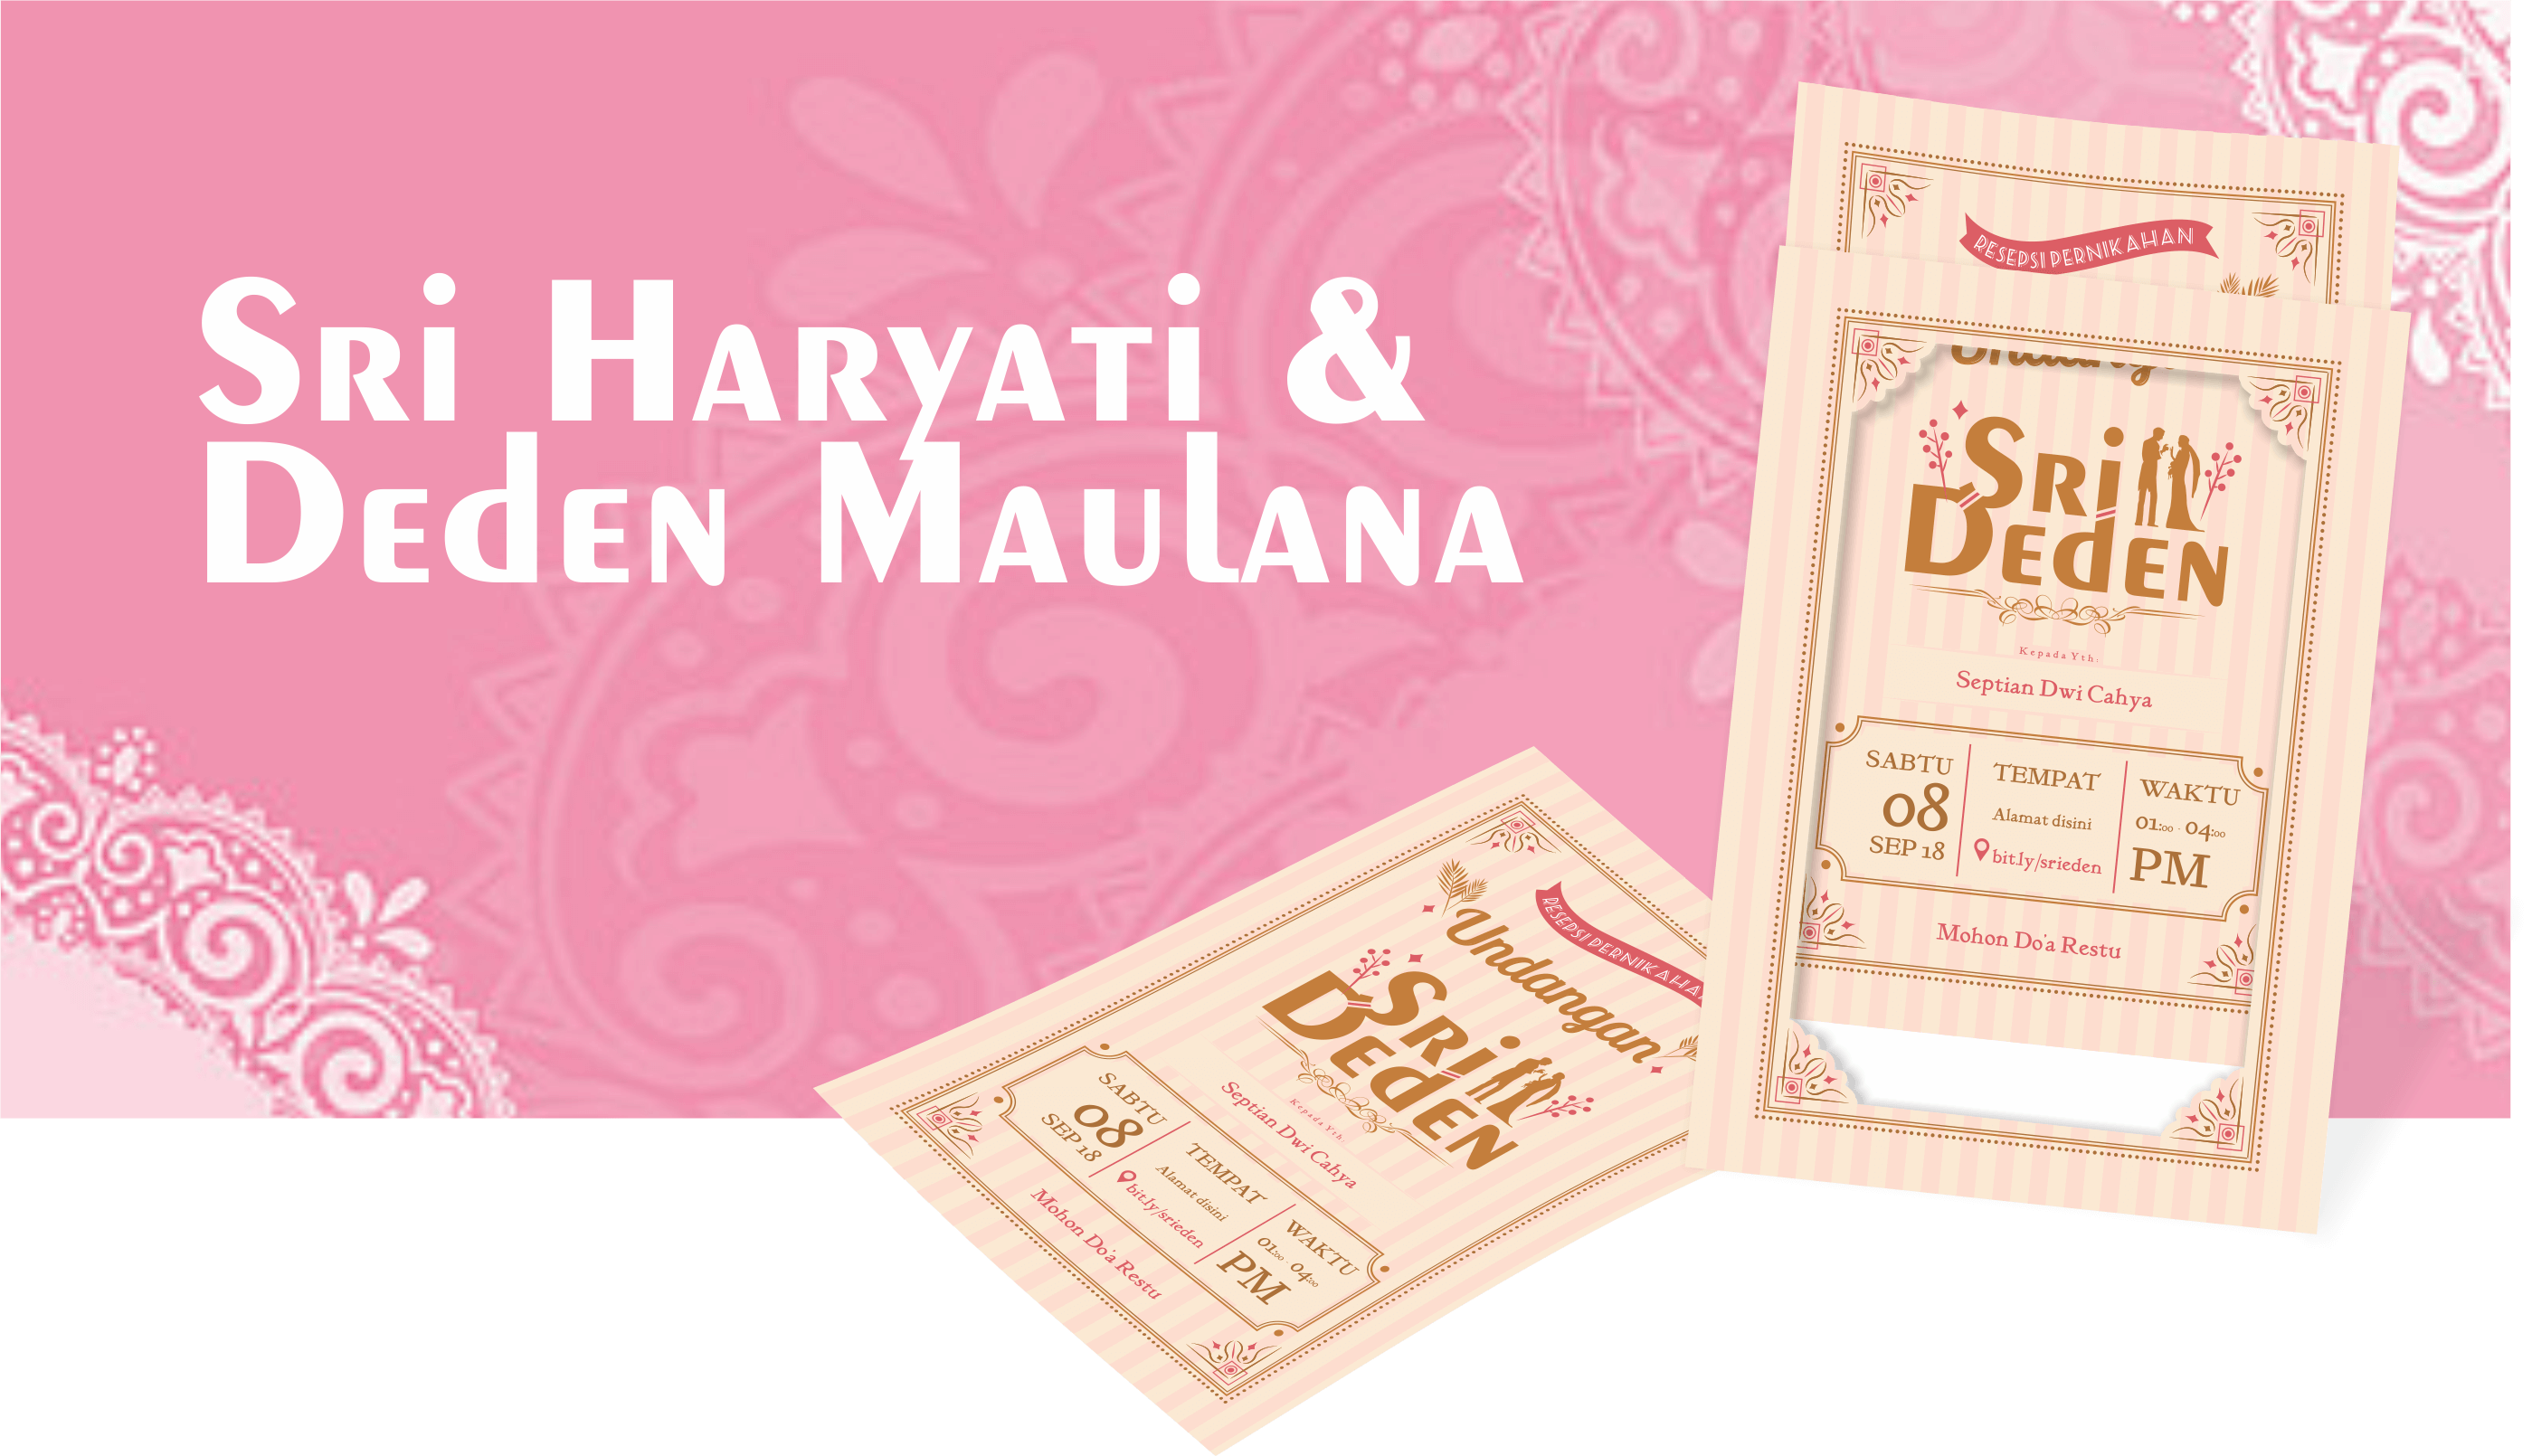 Sri Haryati &
Deden Maulana
RESEPSI PERNIKAHAN
Undangan
Sri
Deden
Kepada Yth:
Septian Dwi Cahya
SABTU
08
SEP 18
TEMPAT
Alamat disini
bit.ly/srieden
WAKTU
01:00 - 04:00
PM
Mohon Do'a Restu
RESEPSI PERNIKAHAN
Undangan
Sri
Deden
Kepada Yth:
Septian Dwi Cahya
SABTU
08
SEP 18
TEMPAT
Alamat disini
bit.ly/srieden
WAKTU
01:00 04:00
PM
Mohon Do'a Restu